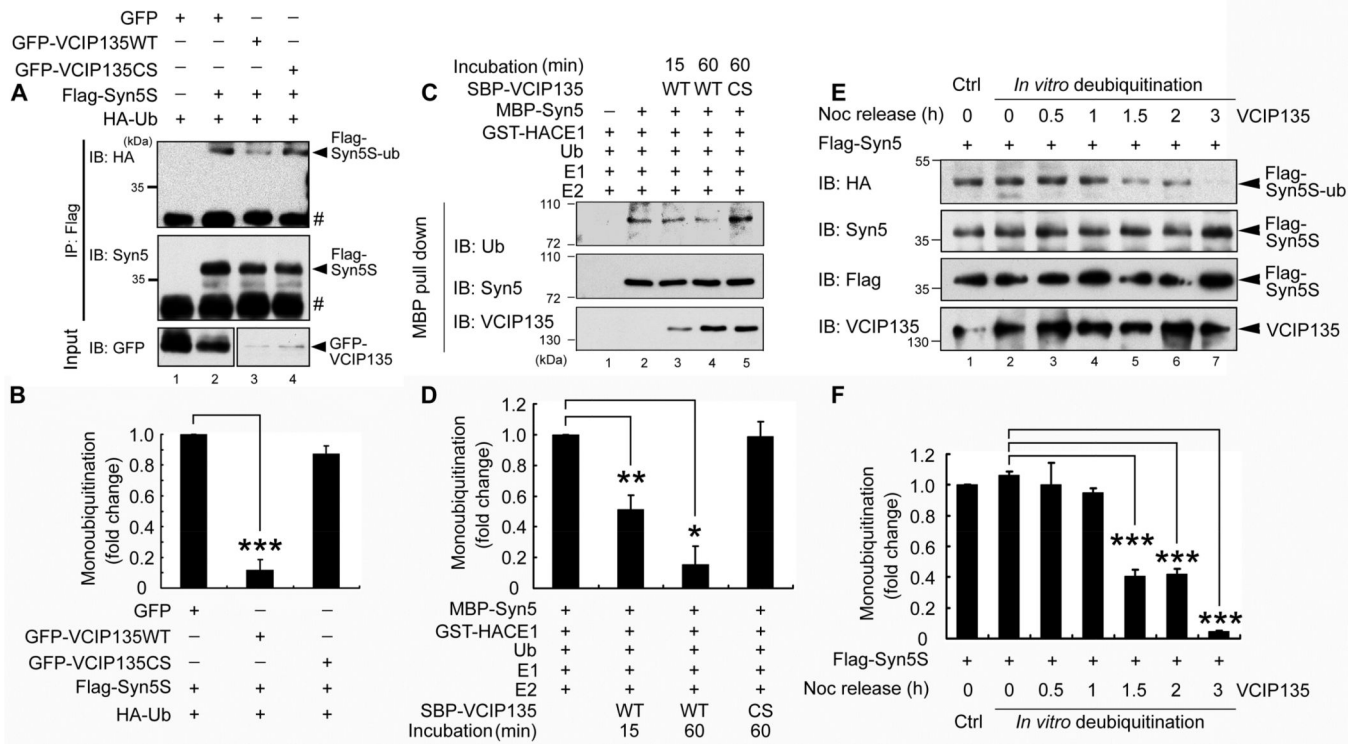 GFP + + – –
GFP-VCIP135WT – – + –
GFP-VCIP135CS – – – +
A Flag-Syn5S – + + +
HA-Ub + + + +
(kDa)
IP: Flag
IB: HA
Flag-
Syn5S-ub
35
#
IB: Syn5
Flag-
Syn5S
35
#
Input
IB: GFP
GFP-
VCIP135
1 2 3 4
B
Monoubiquitination
(fold change)
1.0
0.8
0.6
0.4
0.2
0
***
GFP + – –
GFP-VCIP135WT – + –
GFP-VCIP135CS – – +
Flag-Syn5S + + +
HA-Ub + + +
C
Incubation (min) 15 60 60
SBP-VCIP135 WT WT CS
MBP-Syn5 – + + + +
GST-HACE1 + + + + +
Ub + + + + +
E1 + + + + +
E2 + + + + +
MBP pull down
110
IB: Ub
72
110
IB: Syn5
72
IB: VCIP135
130
(kDa) 1 2 3 4 5
D
Monoubiquitination
(fold change)
1.2
1.0
0.8
0.6
0.4
0.2
0
**
*
MBP-Syn5 + + + +
GST-HACE1 + + + +
Ub + + + +
E1 + + + +
E2 + + + +
SBP-VCIP135 WT WT CS
Incubation (min) 15 60 60
E
Ctrl In vitro deubiquitination
Noc release (h) 0 0 0.5 1 1.5 2 3 VCIP135
Flag-Syn5 + + + + + + +
55
IB: HA
Flag-
Syn5S-ub
IB: Syn5
35
Flag-
Syn5S
IB: Flag
35
Flag-
Syn5S
IB: VCIP135
130
VCIP135
1 2 3 4 5 6 7
F
Monoubiquitination
(fold change)
1.2
1.0
0.8
0.6
0.4
0.2
0
***
***
***
Flag-Syn5S + + + + + + +
Noc release (h) 0 0 0.5 1 1.5 2 3 VCIP135
Ctrl In vitro deubiquitination